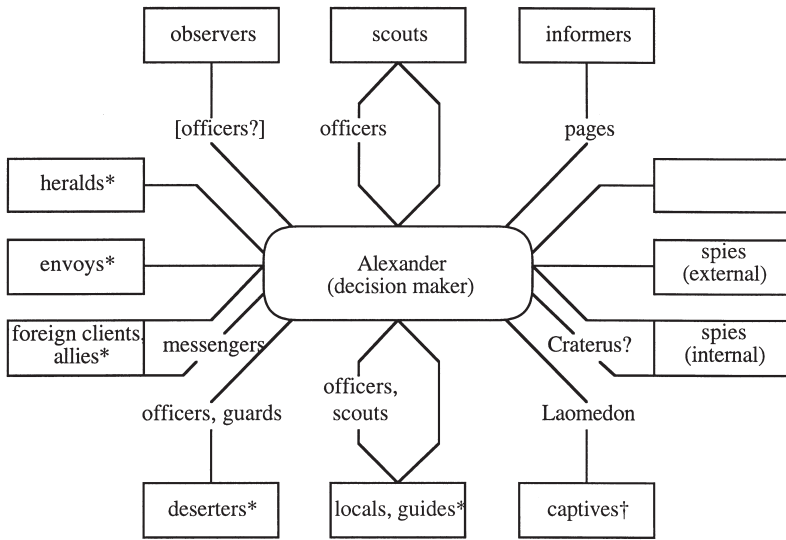 observers
scouts
informers
[officers?]
officers
pages
heralds*
envoys*
Alexander
(decision maker)
spies
(external)
foreign clients,
allies*
messengers
Craterus?
spies
(internal)
officers, guards
officers,
scouts
Laomedon
deserters*
locals, guides*
captives†